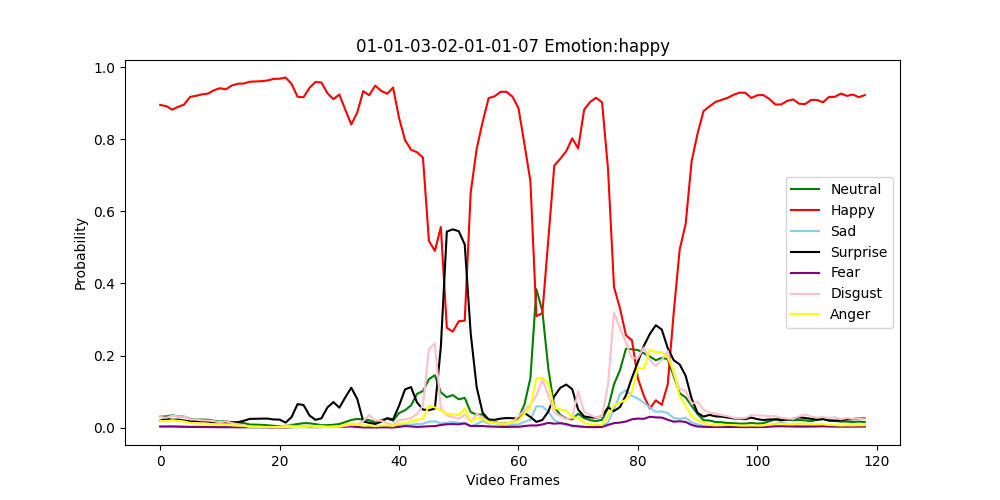 01-01-03-02-01-01-07 Emotion:happy
1.0
0.8
0.6
0.4
0.2
0.0
Probability
0
20
40
60
80
100
120
Video Frames
Neutral
Happy
Sad
Surprise
Fear
Disgust
Anger